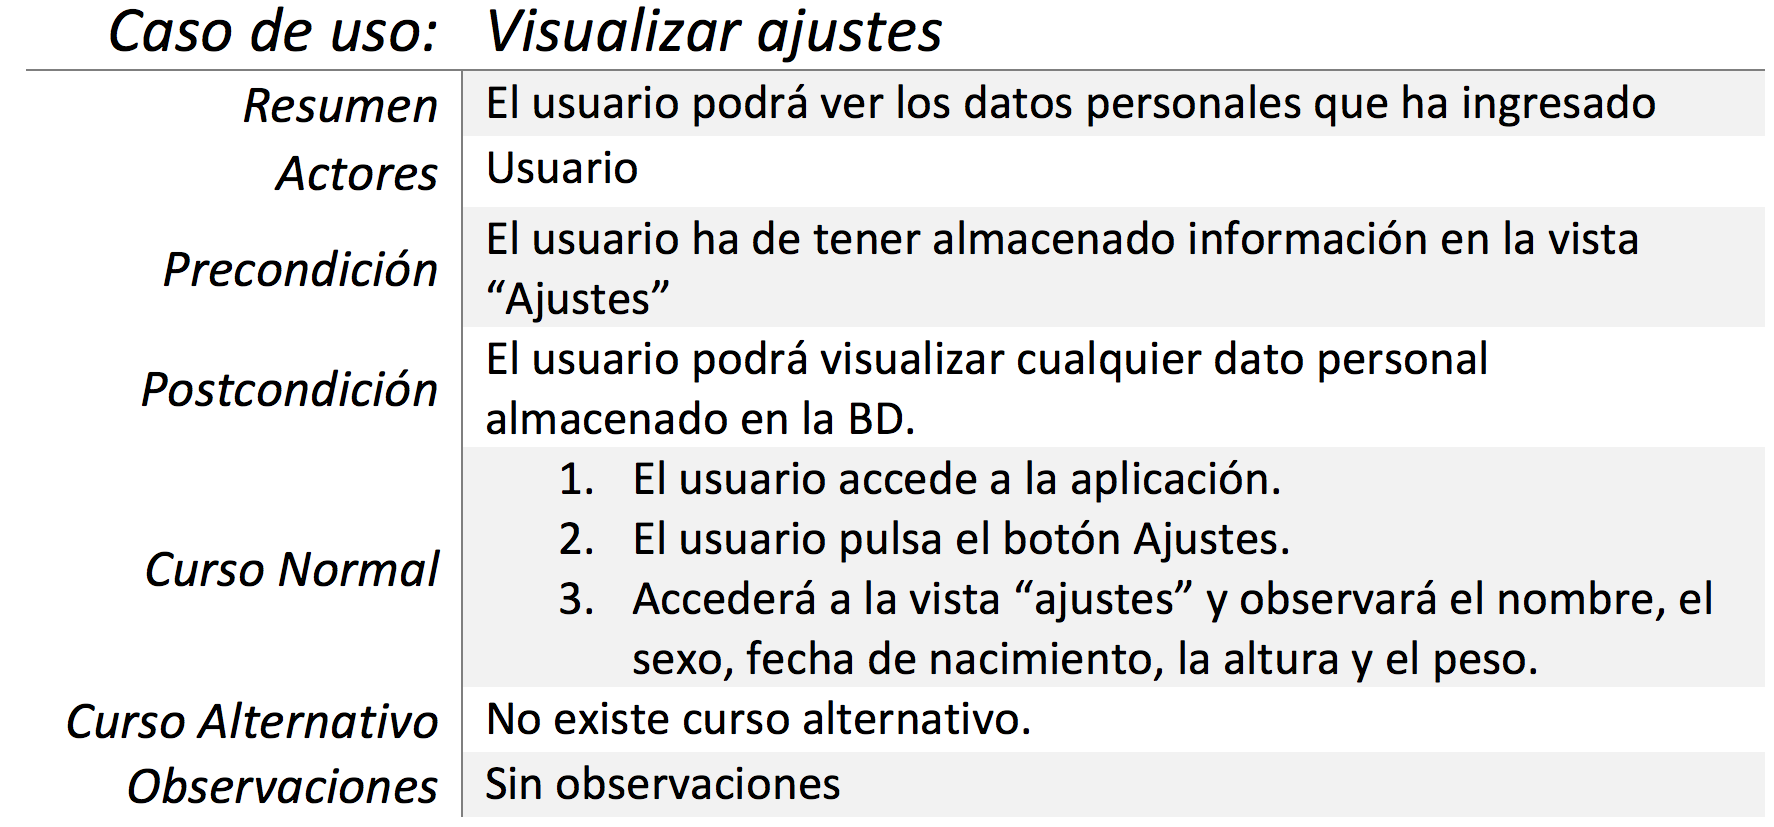 Caso de uso: Visualizar ajustes
Resumen El usuario podrá ver los datos personales que ha ingresado
Actores Usuario
Precondición El usuario ha de tener almacenado información en la vista
“Ajustes”
Postcondición El usuario podrá visualizar cualquier dato personal
almacenado en la BD.
Curso Normal 1. El usuario accede a la aplicación.
2. El usuario pulsa el botón Ajustes.
3. Accederá a la vista “ajustes” y observará el nombre, el
sexo, fecha de nacimiento, la altura y el peso.
Curso Alternativo No existe curso alternativo.
Observaciones Sin observaciones